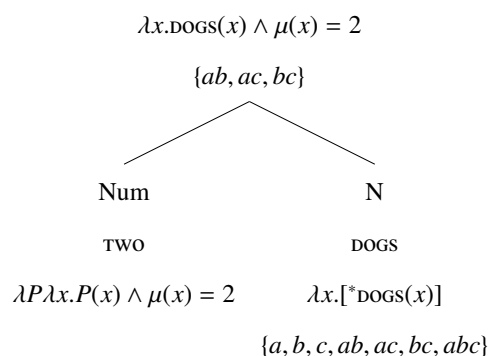 λx.DOGS(x) ∧ μ(x) = 2
{ab, ac, bc}
Num N
TWO DOGS
λPλx.P(x) ∧ μ(x) = 2 λx.[*DOGS(x)]
{a, b, c, ab, ac, bc, abc}